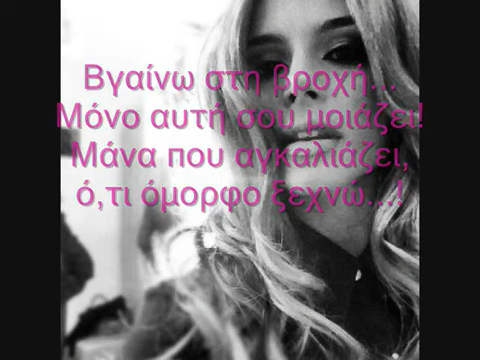 Βγαίνω στη βροχή...
Μόνο αυτή σου μοιάζει!
Μάνα που αγκαλιάζει,
ό,τι όμορφο ξεχνώ...!